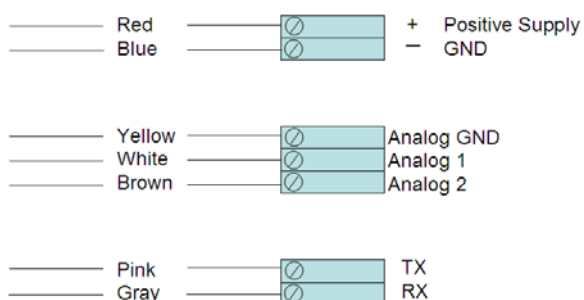 Red + Positive Supply
Blue − GND
Yellow Analog GND
White Analog 1
Brown Analog 2
Pink TX
Gray RX